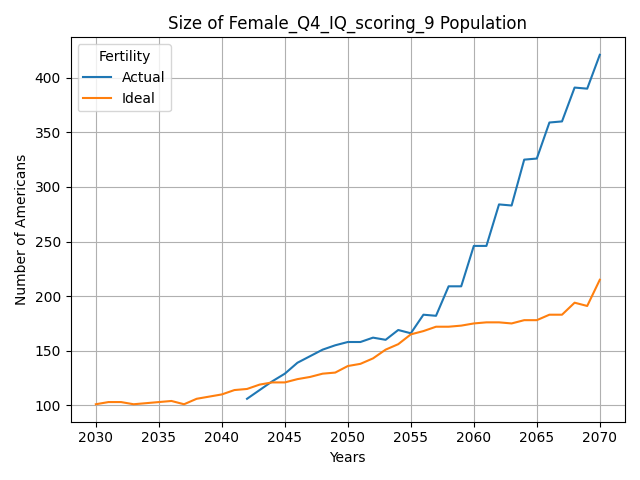 Size of Female_Q4_IQ_scoring_9 Population
Fertility
Actual
Ideal
Number of Americans
400
350
300
250
200
150
100
2030 2035 2040 2045 2050 2055 2060 2065 2070
Years